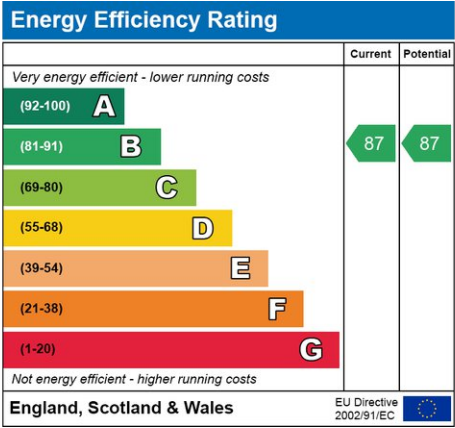 Energy Efficiency Rating
Current Potential
Very energy efficient - lower running costs
(92-100) A
(81-91) B 87 87
(69-80) C
(55-68) D
(39-54) E
(21-38) F
(1-20) G
Not energy efficient - higher running costs
England, Scotland & Wales
EU Directive
2002/91/EC